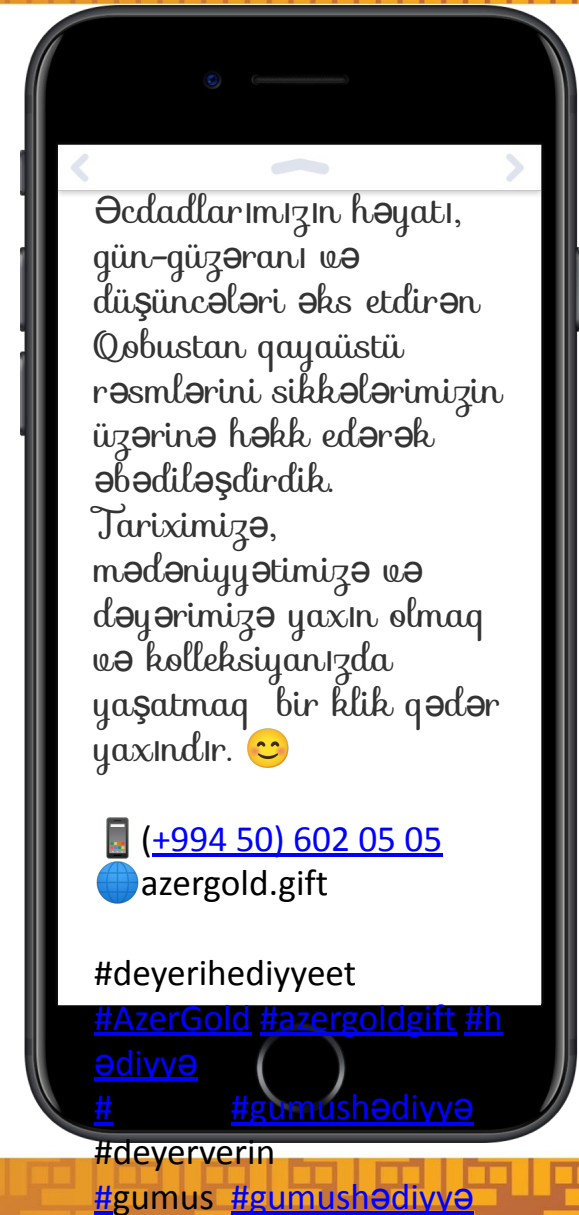 Əcdadlarımızın həyatı,
gün-güzəranı və
düşüncələri əks etdirən
Qobustan qayaüstü
rəsmlərini sikkələrimizin
üzərinə həkk edərək
əbədiləşdirdik.
Tariximizə,
mədəniyyətimizə və
dəyərimizə yaxın olmaq
və kolleksiyanızda
yaşatmaq bir klik qədər
yaxındır. 😊
📱(+994 50) 602 05 05
🌐azergold.gift
#deyerihediyyeet
#AzerGold #azergoldgift #h
ədiyyə
# #gumushədiyyə
#deyerverin
#gumus #gumushədiyyə